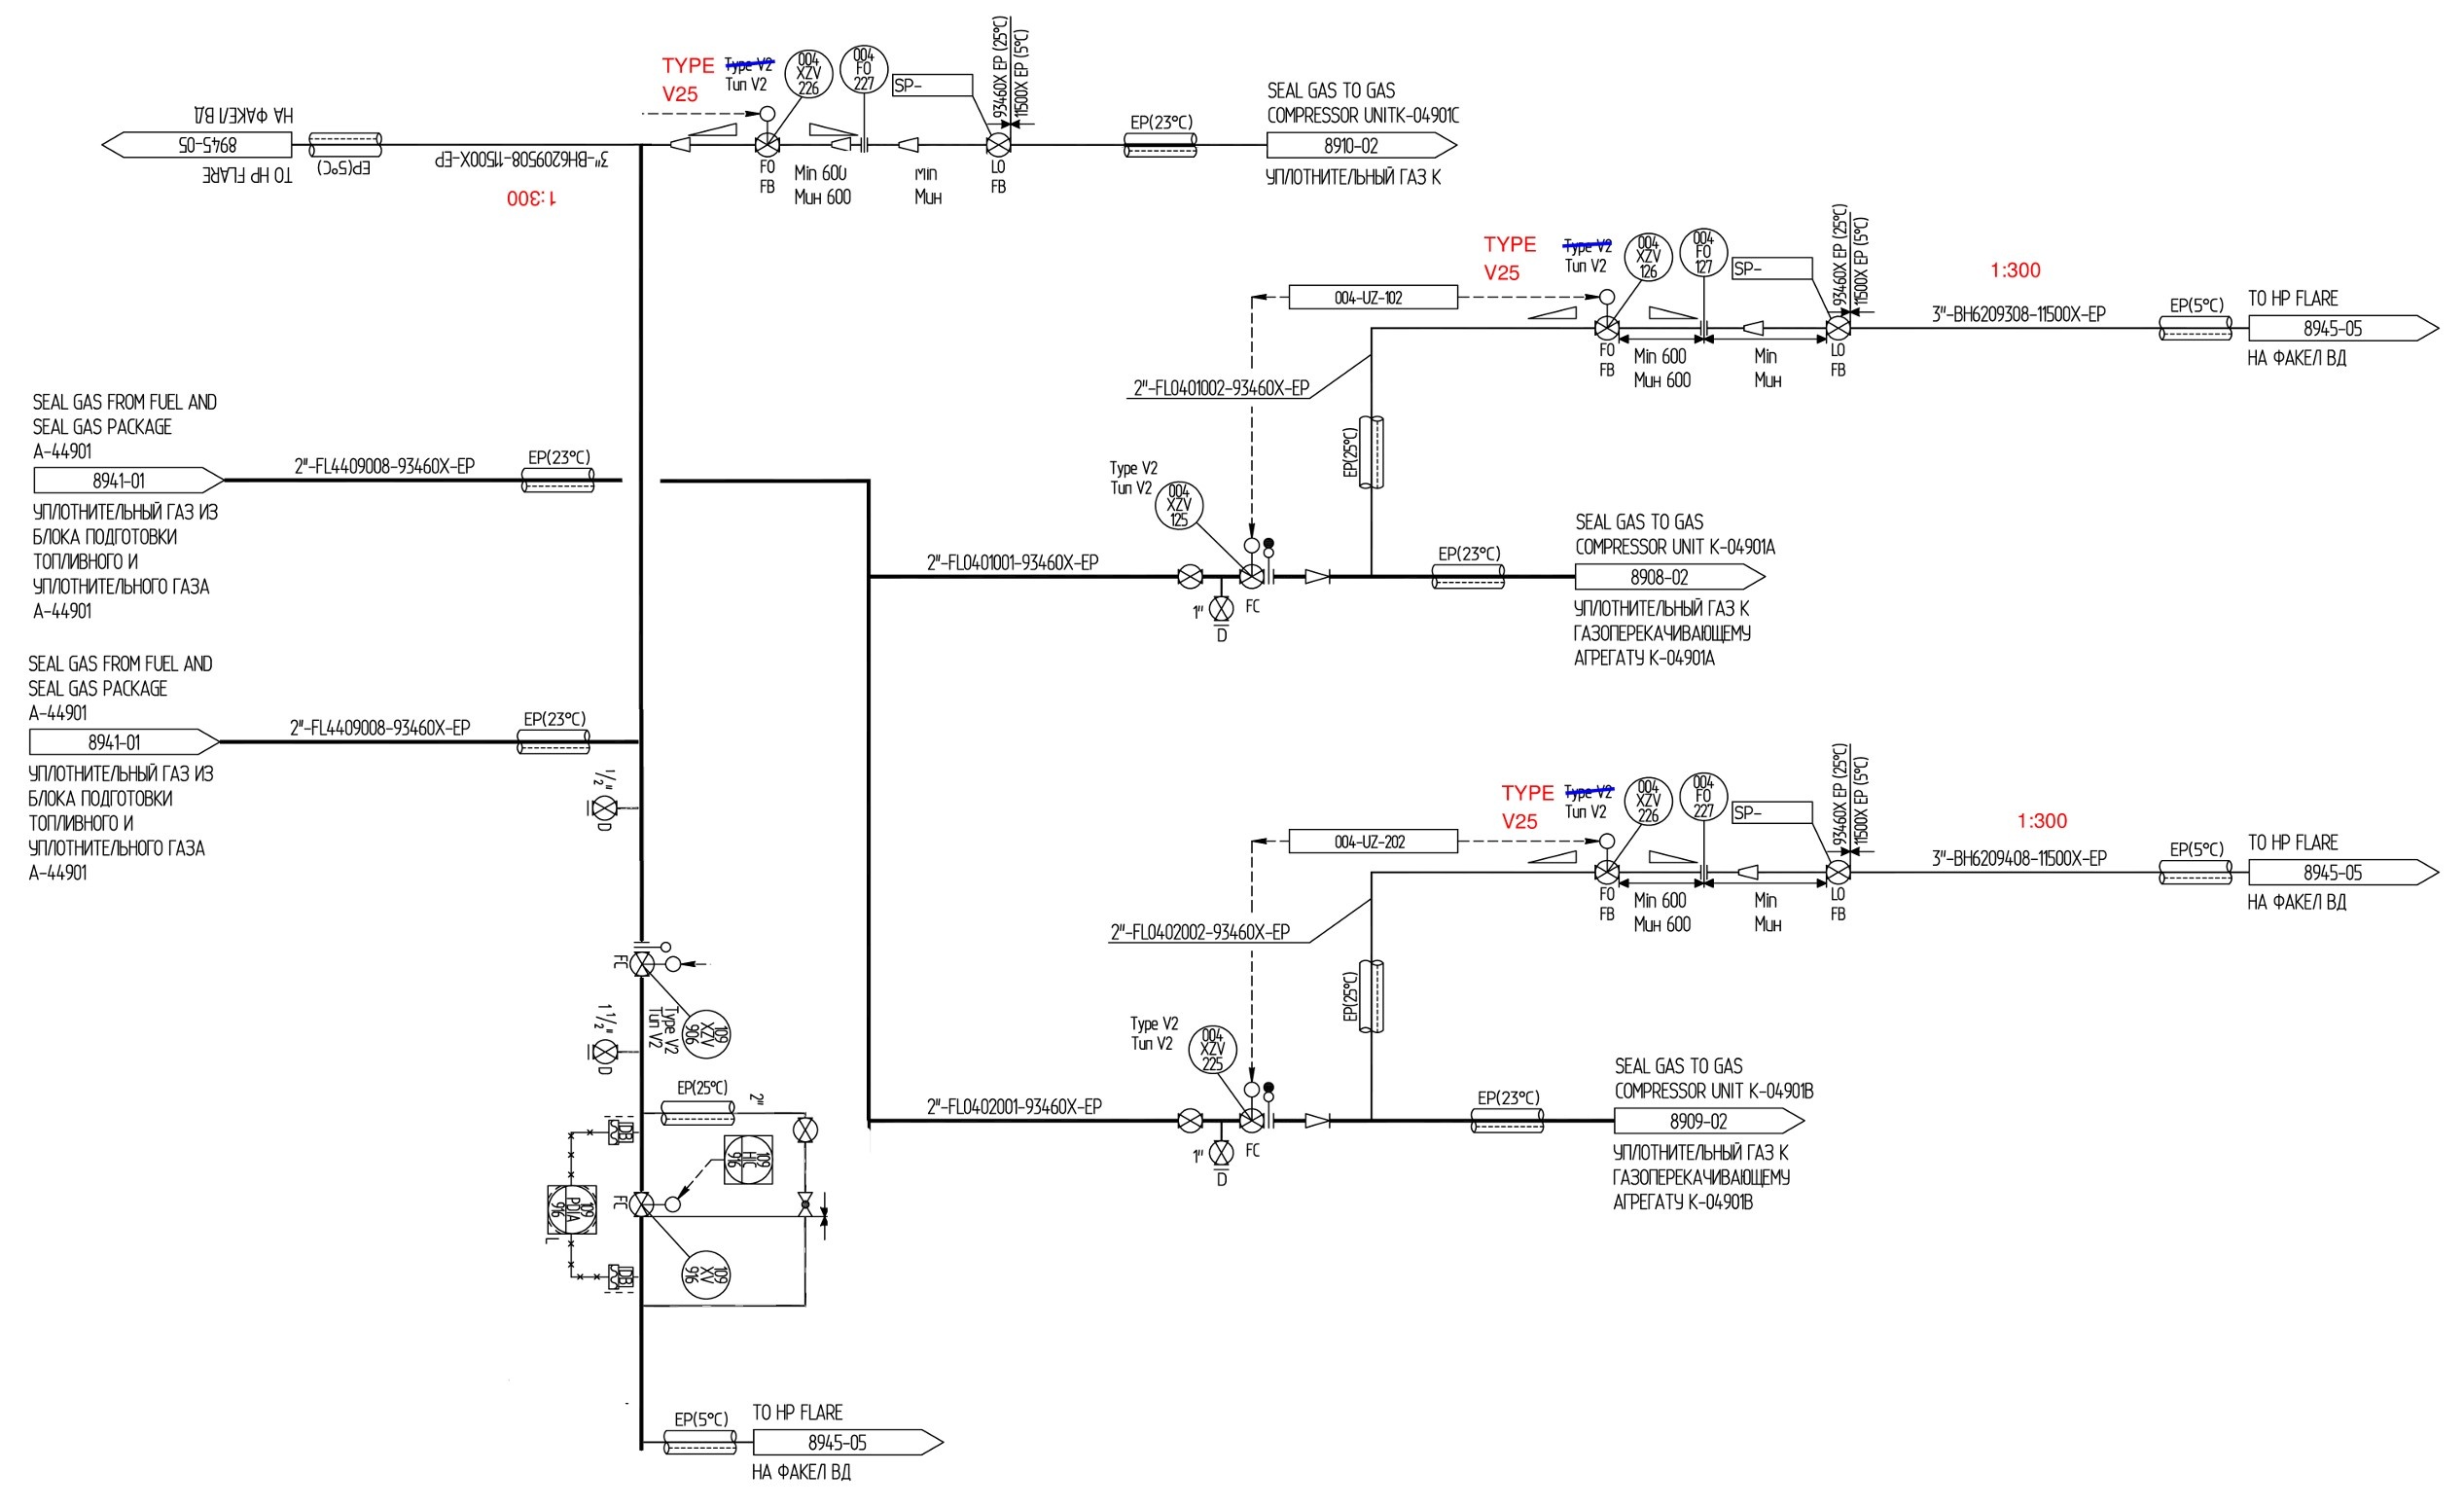 TYPE
V25
Type V2
Тип V2
004
XZV
226
004
FO
227
SP-
93460X EP (25°C)
11500X EP (5°C)
НА ФАКЕЛ ВД
8945-05
TO HP FLARE
EP(5°C)
3"-BH6209508-11500X-EP
1:300
FO
FB
Min 600
Мин 600
Min
Мин
LO
FB
EP(23°C)
SEAL GAS TO GAS
COMPRESSOR UNITK-04901C
8910-02
УПЛОТНИТЕЛЬНЫЙ ГАЗ К
TYPE
V25
Type V2
Тип V2
004
XZV
126
004
FO
127
SP-
93460X EP (25°C)
11500X EP (5°C)
1:300
004-UZ-102
3"-BH6209308-11500X-EP
EP(5°C)
TO HP FLARE
8945-05
НА ФАКЕЛ ВД
FO
FB
Min 600
Мин 600
Min
Мин
LO
FB
2"-FL0401002-93460X-EP
EP(25°C)
SEAL GAS FROM FUEL AND
SEAL GAS PACKAGE
A-44901
8941-01
2"-FL4409008-93460X-EP
EP(23°C)
УПЛОТНИТЕЛЬНЫЙ ГАЗ ИЗ
БЛОКА ПОДГОТОВКИ
ТОПЛИВНОГО И
УПЛОТНИТЕЛЬНОГО ГАЗА
А-44901
Type V2
Тип V2
004
XZV
125
2"-FL0401001-93460X-EP
1"
D
FC
EP(23°C)
SEAL GAS TO GAS
COMPRESSOR UNIT K-04901A
8908-02
УПЛОТНИТЕЛЬНЫЙ ГАЗ К
ГАЗОПЕРЕКАЧИВАЮЩЕМУ
АГРЕГАТУ К-04901А
SEAL GAS FROM FUEL AND
SEAL GAS PACKAGE
A-44901
8941-01
2"-FL4409008-93460X-EP
EP(23°C)
УПЛОТНИТЕЛЬНЫЙ ГАЗ ИЗ
БЛОКА ПОДГОТОВКИ
ТОПЛИВНОГО И
УПЛОТНИТЕЛЬНОГО ГАЗА
А-44901
1/2"
D
TYPE
V25
Type V2
Тип V2
004
XZV
226
004
FO
227
SP-
93460X EP (25°C)
11500X EP (5°C)
1:300
004-UZ-202
3"-BH6209408-11500X-EP
EP(5°C)
TO HP FLARE
8945-05
НА ФАКЕЛ ВД
FO
FB
Min 600
Мин 600
Min
Мин
LO
FB
2"-FL0402002-93460X-EP
EP(25°C)
FC
109
XZV
906
Type V2
Тип V2
1 1/2"
D
Type V2
Тип V2
004
XZV
225
2"-FL0402001-93460X-EP
1"
D
FC
EP(23°C)
SEAL GAS TO GAS
COMPRESSOR UNIT K-04901B
8909-02
УПЛОТНИТЕЛЬНЫЙ ГАЗ К
ГАЗОПЕРЕКАЧИВАЮЩЕМУ
АГРЕГАТУ К-04901В
EP(25°C)
2"
DB
109
HIC
916
109
PDIA
916
L
FC
109
XV
916
DB
EP(5°C)
TO HP FLARE
8945-05
НА ФАКЕЛ ВД